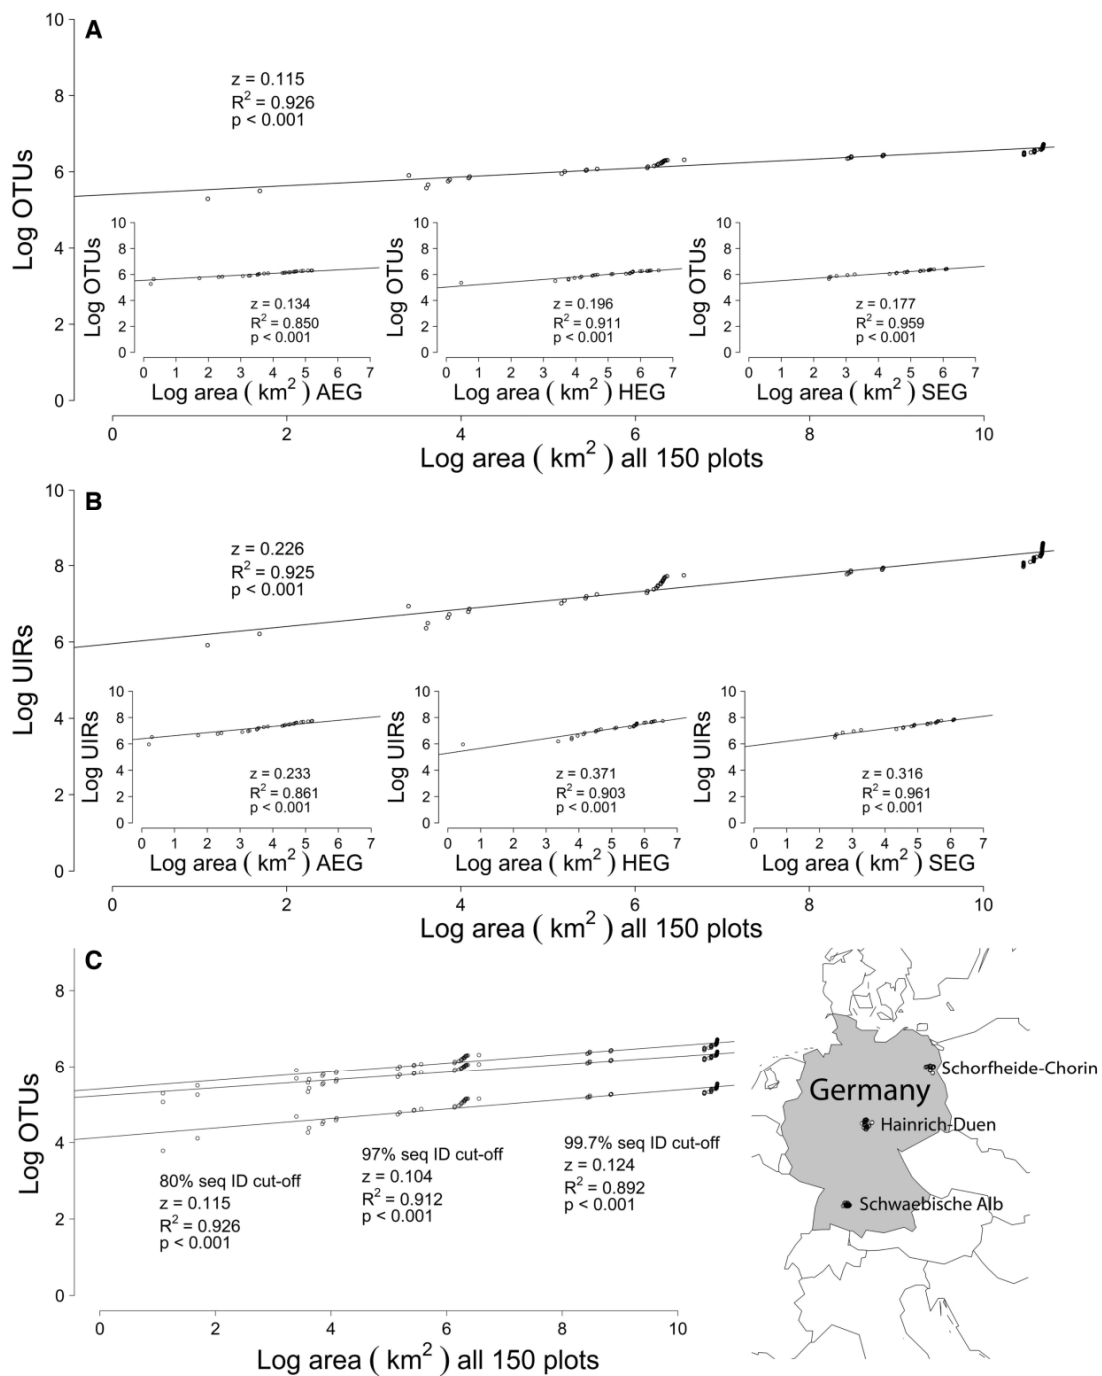 A
10
8
6
4
2
0
Log OTUs
z = 0.115
R² = 0.926
p < 0.001
10
8
6
4
2
0
Log OTUs
z = 0.134
R² = 0.850
p < 0.001
0 1 2 3 4 5 6 7
Log area ( km² ) AEG
10
8
6
4
2
0
Log OTUs
z = 0.196
R² = 0.911
p < 0.001
0 1 2 3 4 5 6 7
Log area ( km² ) HEG
10
8
6
4
2
0
Log OTUs
z = 0.177
R² = 0.959
p < 0.001
0 1 2 3 4 5 6 7
Log area ( km² ) SEG
0 2 4 6 8 10
Log area ( km² ) all 150 plots
B
10
8
6
4
2
0
Log UIRs
z = 0.226
R² = 0.925
p < 0.001
10
8
6
4
2
0
Log UIRs
z = 0.233
R² = 0.861
p < 0.001
0 1 2 3 4 5 6 7
Log area ( km² ) AEG
10
8
6
4
2
0
Log UIRs
z = 0.371
R² = 0.903
p < 0.001
0 1 2 3 4 5 6 7
Log area ( km² ) HEG
10
8
6
4
2
0
Log UIRs
z = 0.316
R² = 0.961
p < 0.001
0 1 2 3 4 5 6 7
Log area ( km² ) SEG
0 2 4 6 8 10
Log area ( km² ) all 150 plots
C
8
6
4
2
0
Log OTUs
80% seq ID cut-off
z = 0.115
R² = 0.926
p < 0.001
97% seq ID cut-off
z = 0.104
R² = 0.912
p < 0.001
99.7% seq ID cut-off
z = 0.124
R² = 0.892
p < 0.001
0 2 4 6 8 10
Log area ( km² ) all 150 plots
Schorfheide-Chorin
Germany
Hainrich-Duen
Schwaebische Alb